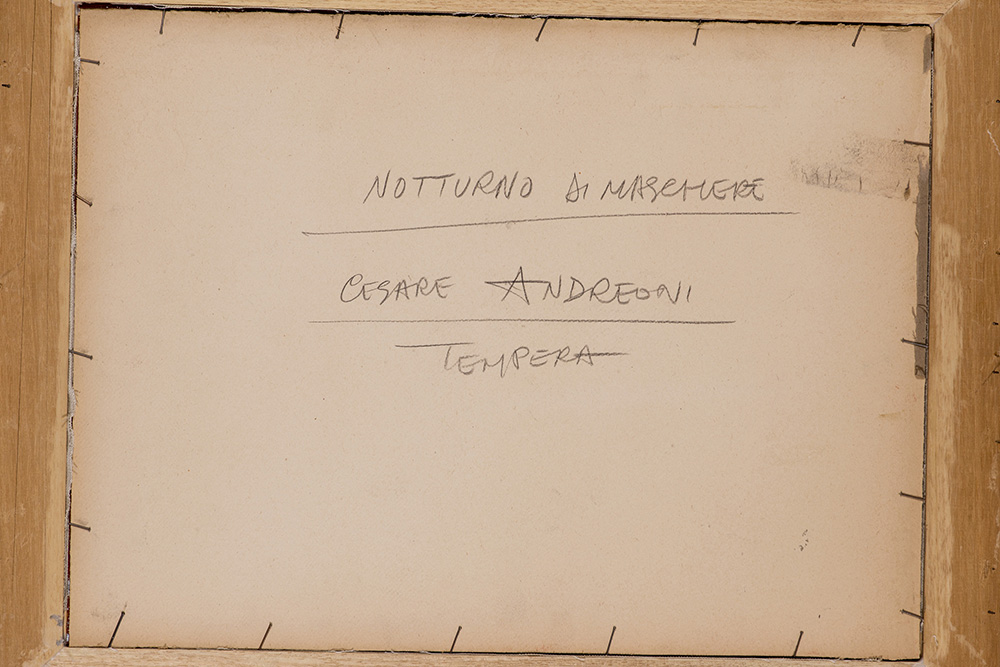 NOTTURNO DI MASCHERE
CESARE ANDREONI
TEMPERA